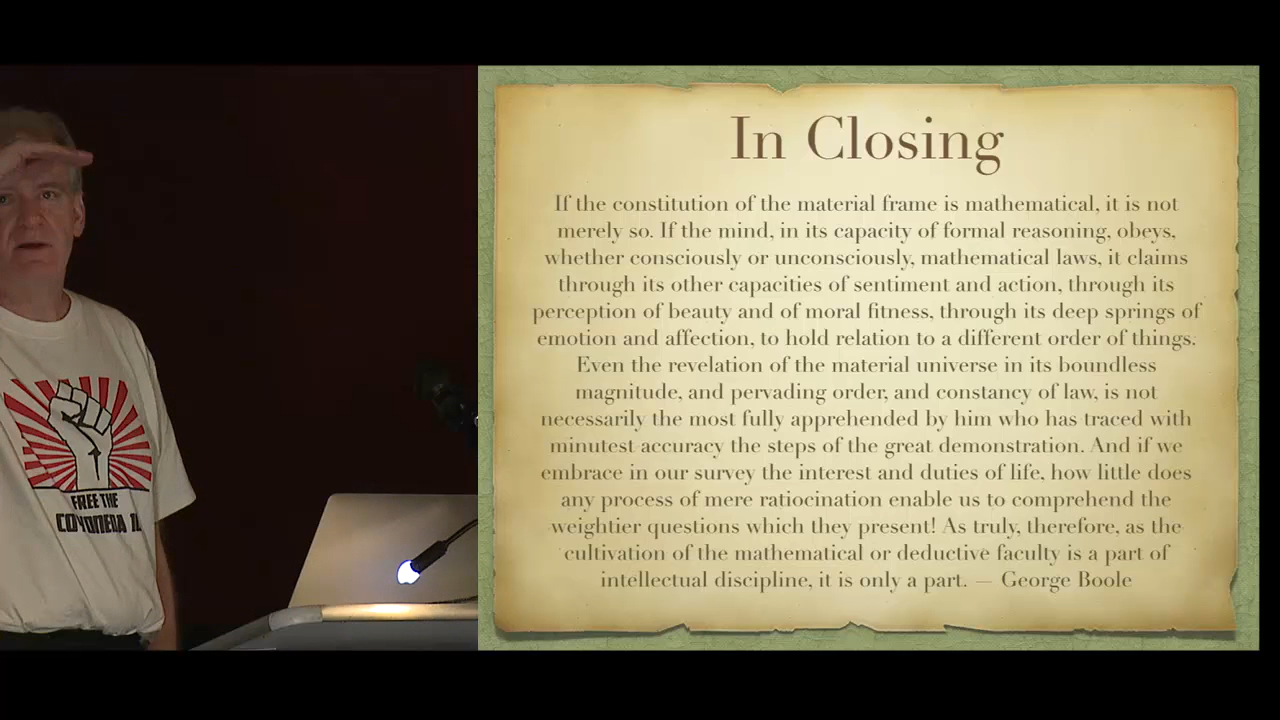 In Closing
If the constitution of the material frame is mathematical, it is not
merely so. If the mind, in its capacity of formal reasoning, obeys,
whether consciously or unconsciously, mathematical laws, it claims
through its other capacities of sentiment and action, through its
perception of beauty and of moral fitness, through its deep springs of
emotion and affection, to hold relation to a different order of things.
Even the revelation of the material universe in its boundless
magnitude, and pervading order, and constancy of law, is not
necessarily the most fully apprehended by him who has traced with
minutest accuracy the steps of the great demonstration. And if we
embrace in our survey the interest and duties of life, how little does
any process of mere ratiocination enable us to comprehend the
weightier questions which they present! As truly, therefore, as the
cultivation of the mathematical or deductive faculty is a part of
intellectual discipline, it is only a part. — George Boole
FREE THE